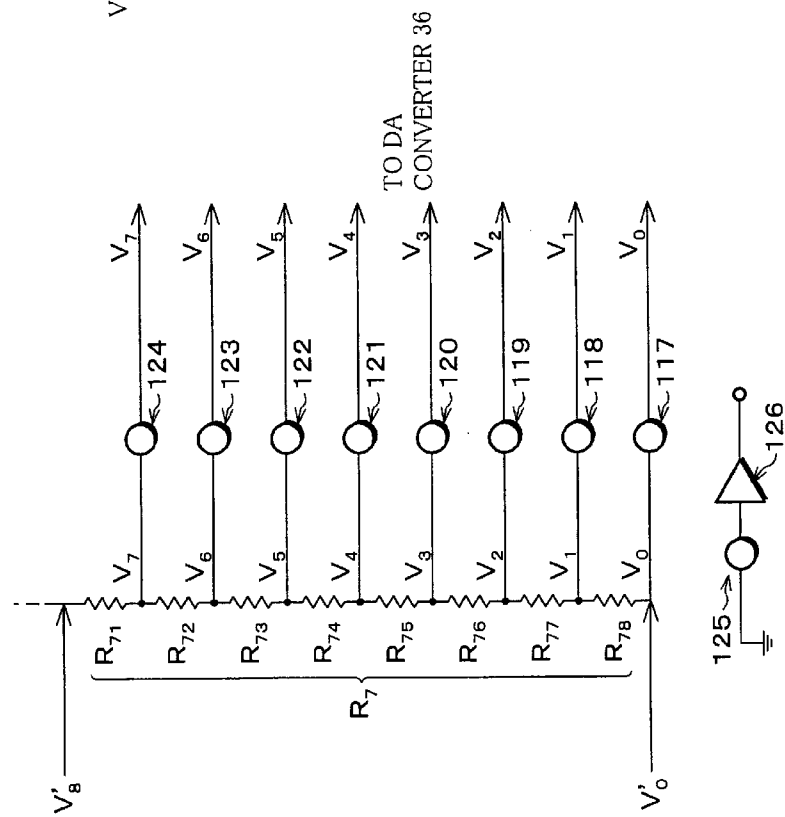 V
V'₈
R₇₁
R₇₂
R₇₃
R₇₄
R₇₅
R₇₆
R₇₇
R₇₈
R₇
V'₀
V₇
V₆
V₅
V₄
V₃
V₂
V₁
V₀
124
123
122
121
120
119
118
117
V₇
V₆
V₅
V₄
V₃
V₂
V₁
V₀
TO DA
CONVERTER 36
125
126